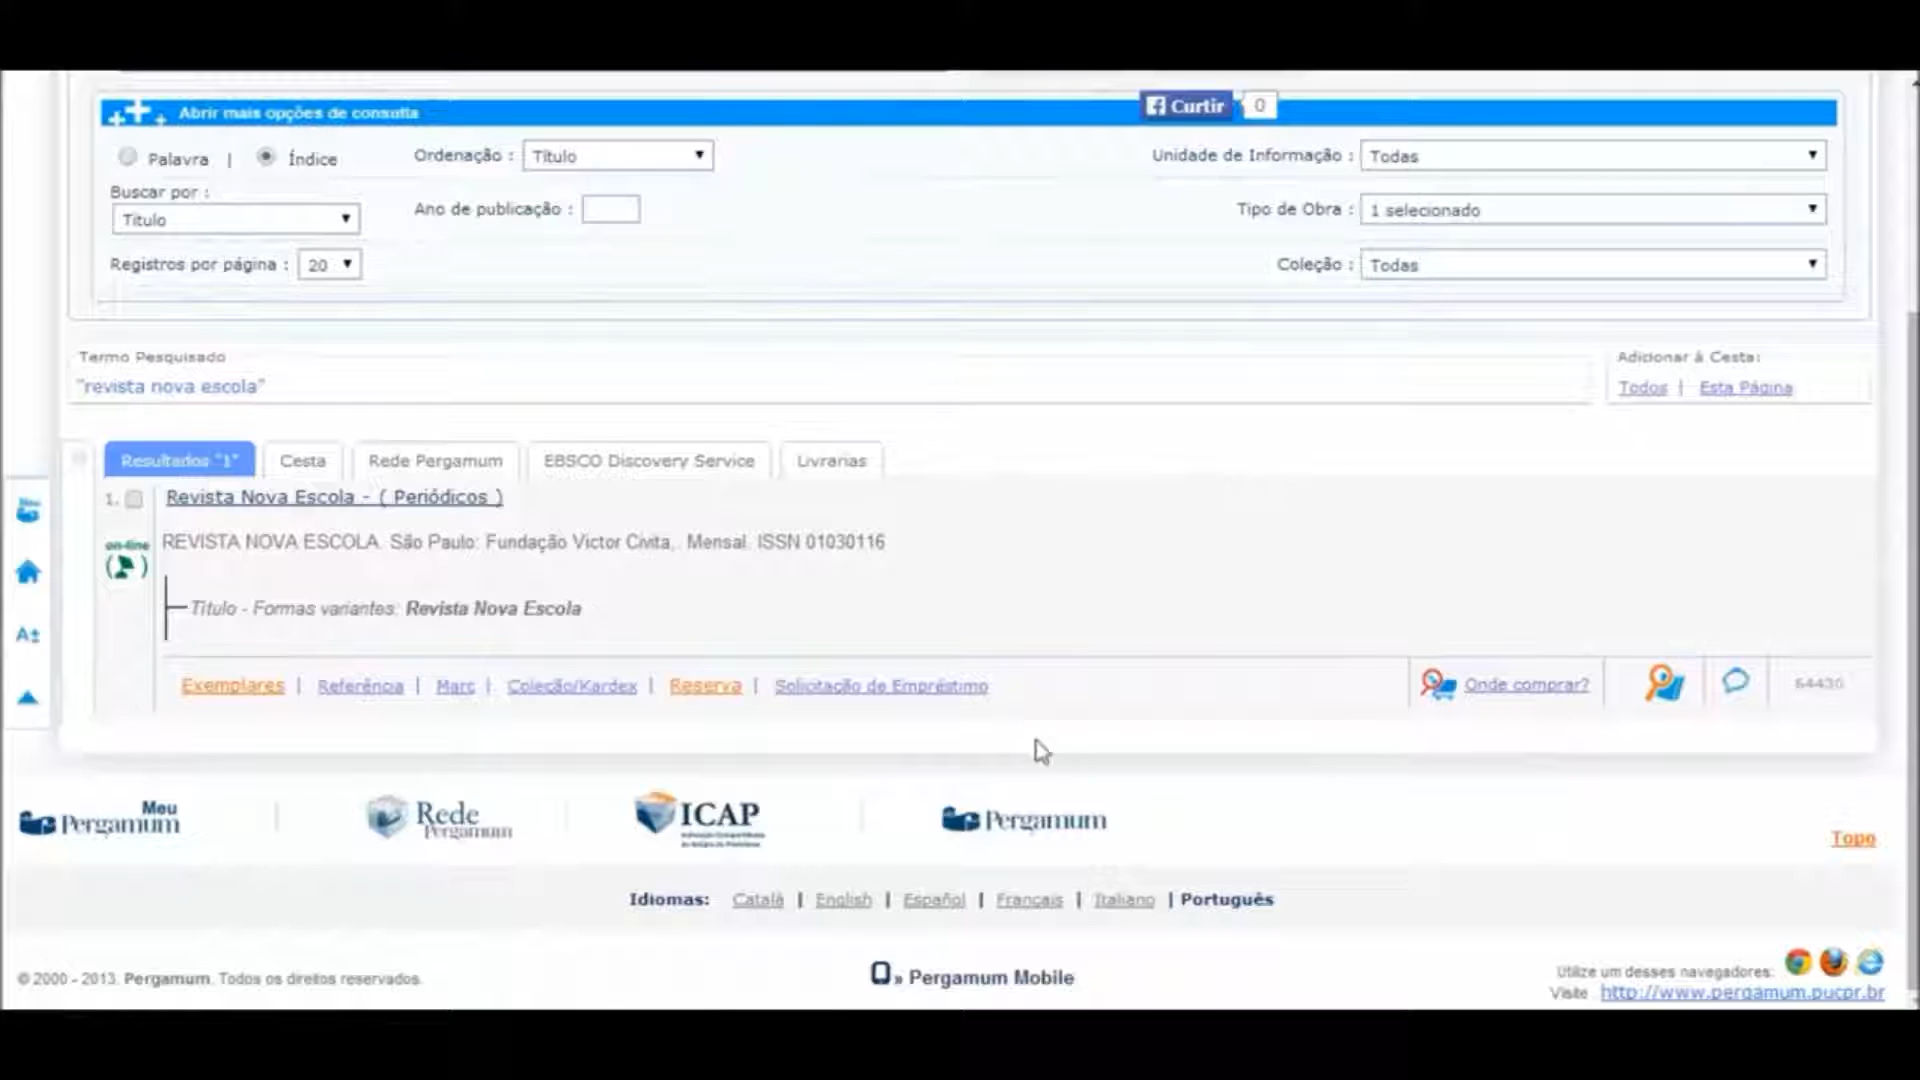 Abrir mais opções de consulta
Curtir 0
Palavra | Índice
Ordenação : Título
Unidade de Informação : Todas
Buscar por :
Título
Ano de publicação :
Tipo de Obra : 1 selecionado
Registros por página : 20
Coleção : Todas
Termo Pesquisado
"revista nova escola"
Adicionar à Cesta:
Todos | Esta Página
Resultados "1"
Cesta
Rede Pergamum
EBSCO Discovery Service
Livrarias
1. Revista Nova Escola - ( Periódicos )
on-line
REVISTA NOVA ESCOLA. São Paulo: Fundação Victor Civita,. Mensal. ISSN 01030116
Título - Formas variantes: Revista Nova Escola
Exemplares | Referência | Marc | Coleção/Kardex | Reserva | Solicitação de Empréstimo
Onde comprar?
64430
A±
Meu Pergamum
Rede Pergamum
ICAP
Pergamum
Topo
Idiomas: Català | English | Español | Français | Italiano | Português
© 2000 - 2013. Pergamum. Todos os direitos reservados.
» Pergamum Mobile
Utilize um desses navegadores:
Visite http://www.pergamum.pucpr.br